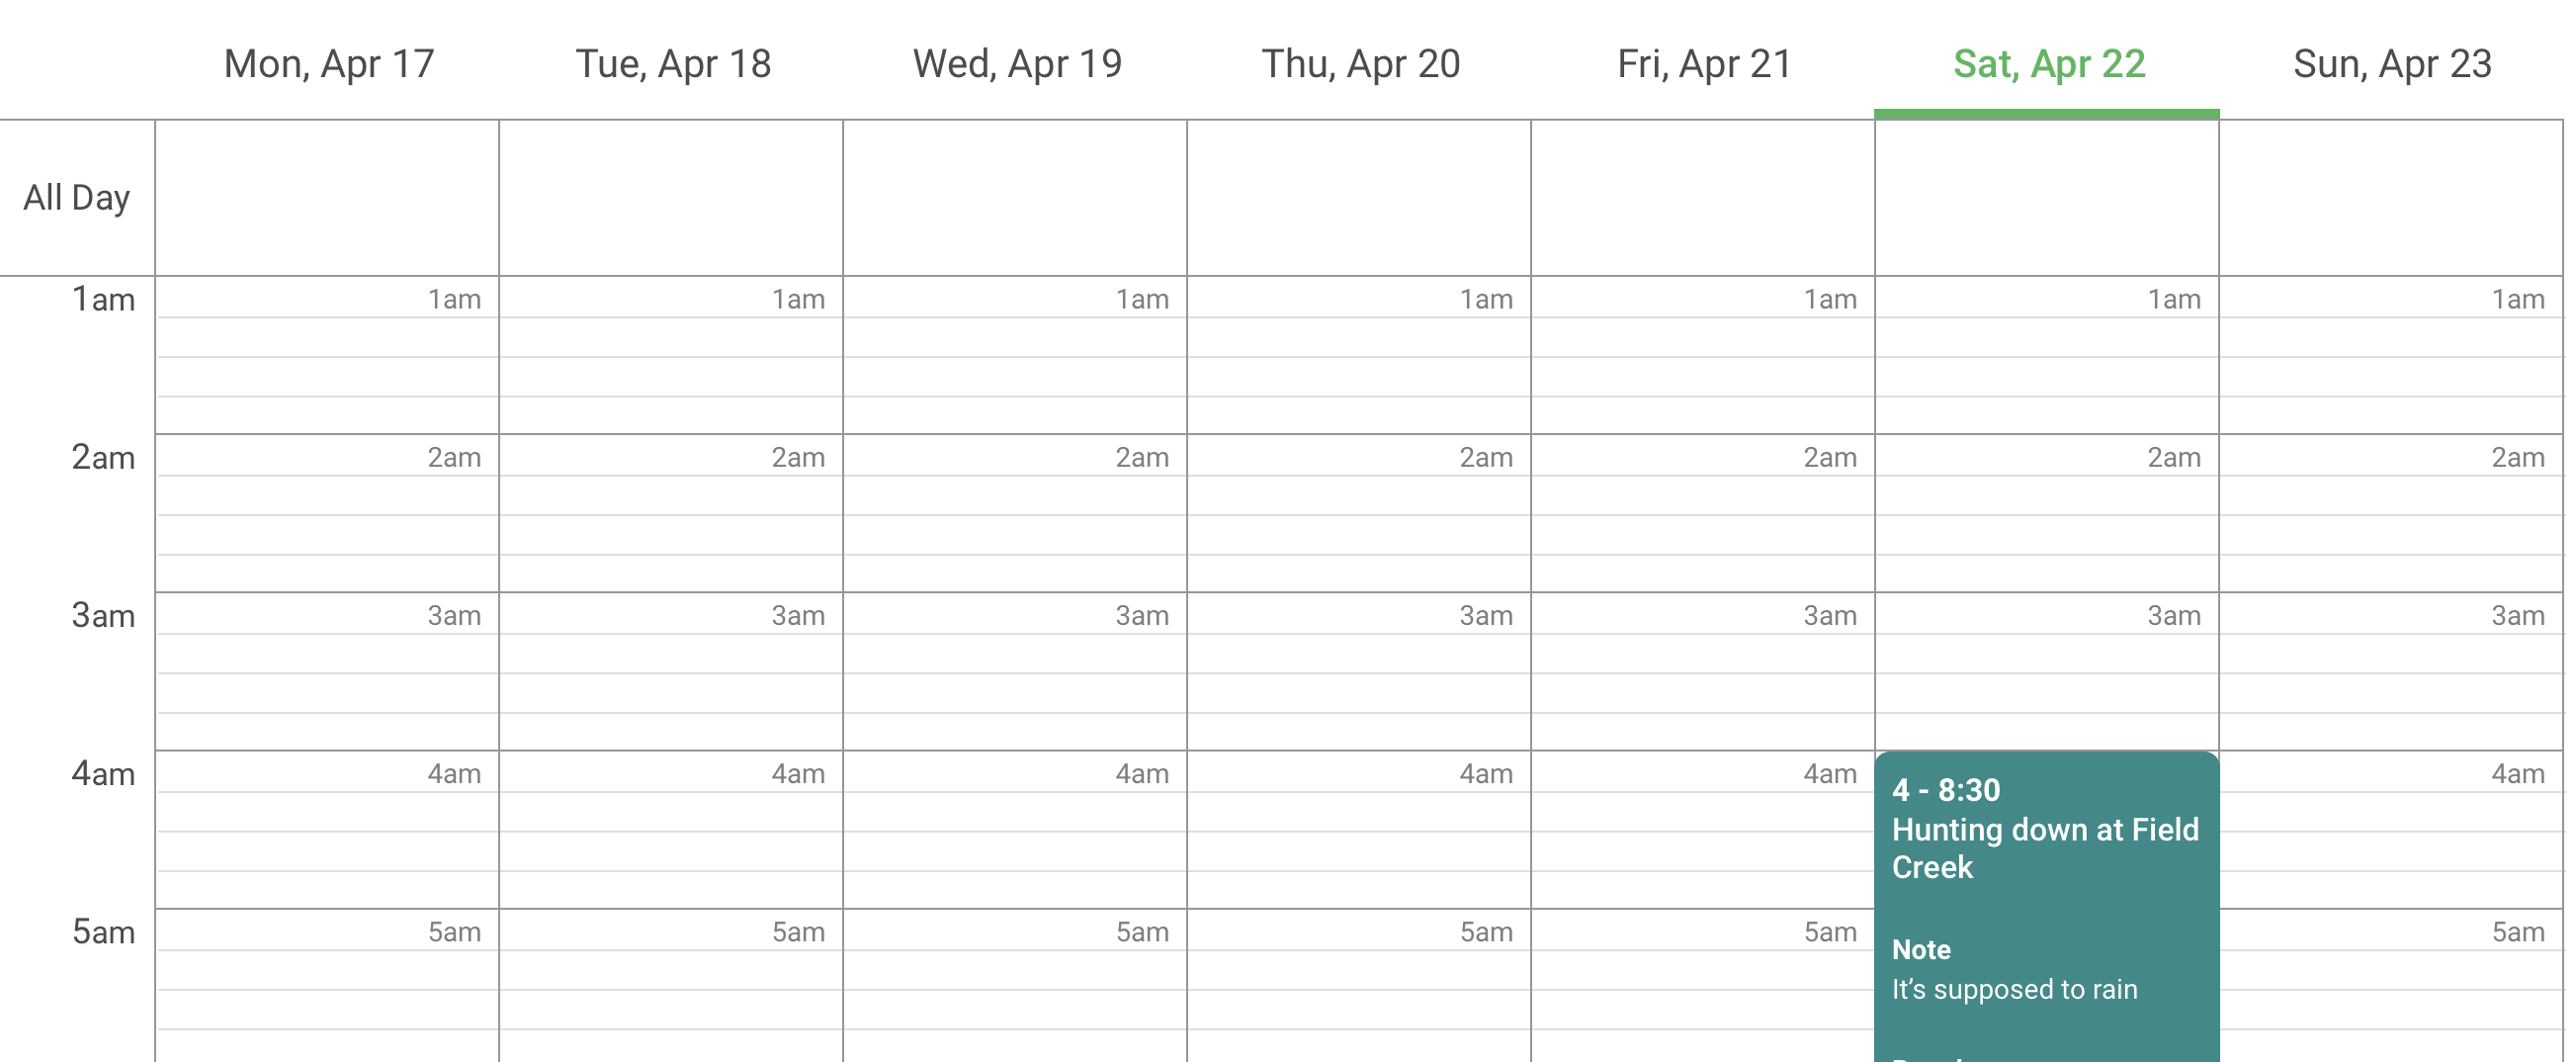 Mon, Apr 17 Tue, Apr 18 Wed, Apr 19 Thu, Apr 20 Fri, Apr 21 Sat, Apr 22 Sun, Apr 23
All Day
1am 1am 1am 1am 1am 1am 1am 1am
2am 2am 2am 2am 2am 2am 2am 2am
3am 3am 3am 3am 3am 3am 3am 3am
4am 4am 4am 4am 4am 4am 4am
4 - 8:30
Hunting down at Field
Creek
5am 5am 5am 5am 5am 5am 5am
Note
It’s supposed to rain